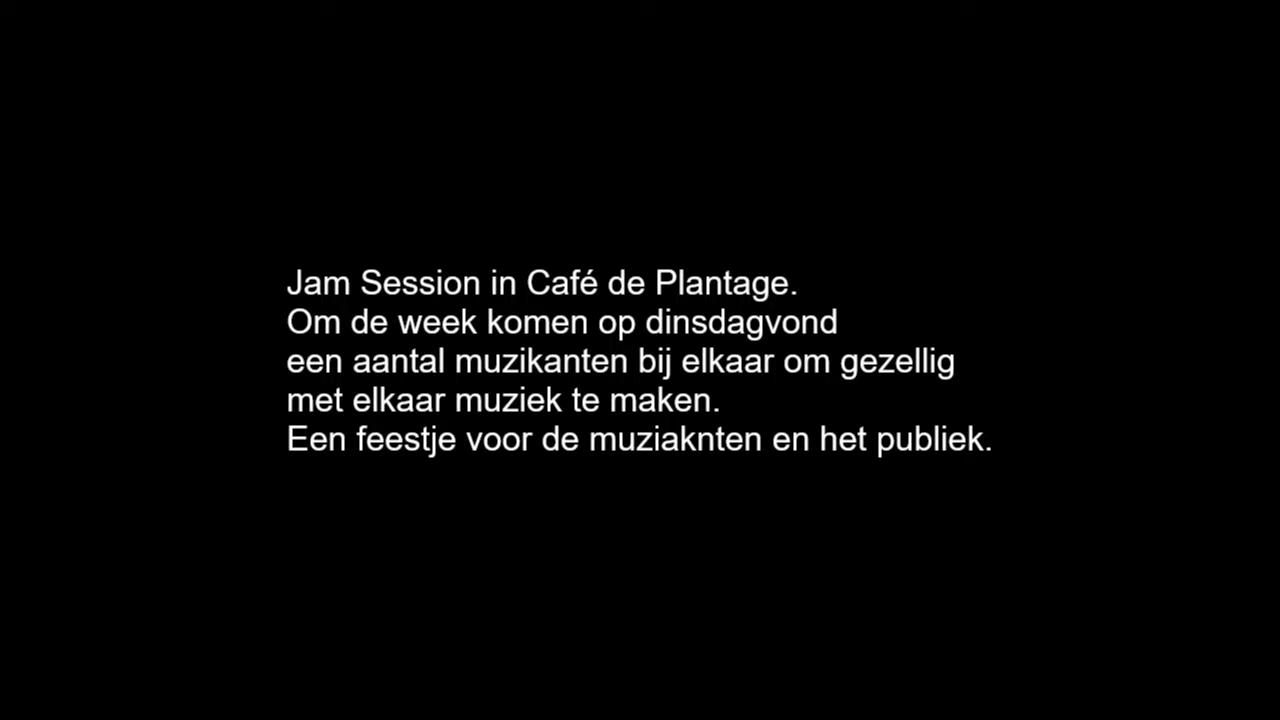 Jam Session in Café de Plantage.
Om de week komen op dinsdagvond
een aantal muzikanten bij elkaar om gezellig
met elkaar muziek te maken.
Een feestje voor de muziaknten en het publiek.